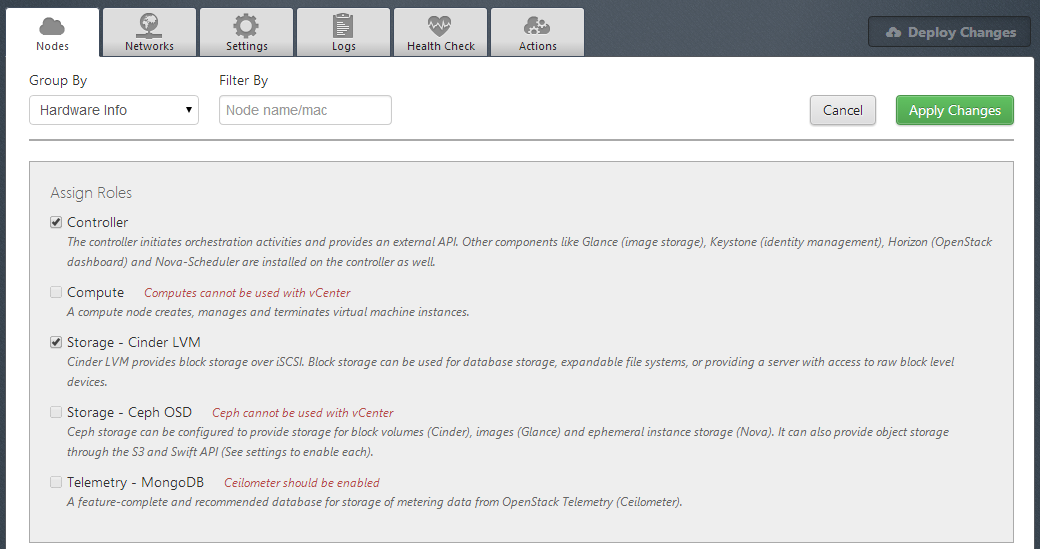 Nodes
Networks
Settings
Logs
Health Check
Actions
Deploy Changes
Group By
Filter By
Hardware Info
Node name/mac
Cancel
Apply Changes
Assign Roles
Controller
The controller initiates orchestration activities and provides an external API. Other components like Glance (image storage), Keystone (identity management), Horizon (OpenStack
dashboard) and Nova-Scheduler are installed on the controller as well.
Compute Computes cannot be used with vCenter
A compute node creates, manages and terminates virtual machine instances.
Storage - Cinder LVM
Cinder LVM provides block storage over iSCSI. Block storage can be used for database storage, expandable file systems, or providing a server with access to raw block level
devices.
Storage - Ceph OSD Ceph cannot be used with vCenter
Ceph storage can be configured to provide storage for block volumes (Cinder), images (Glance) and ephemeral instance storage (Nova). It can also provide object storage
through the S3 and Swift API (See settings to enable each).
Telemetry - MongoDB Ceilometer should be enabled
A feature-complete and recommended database for storage of metering data from OpenStack Telemetry (Ceilometer).